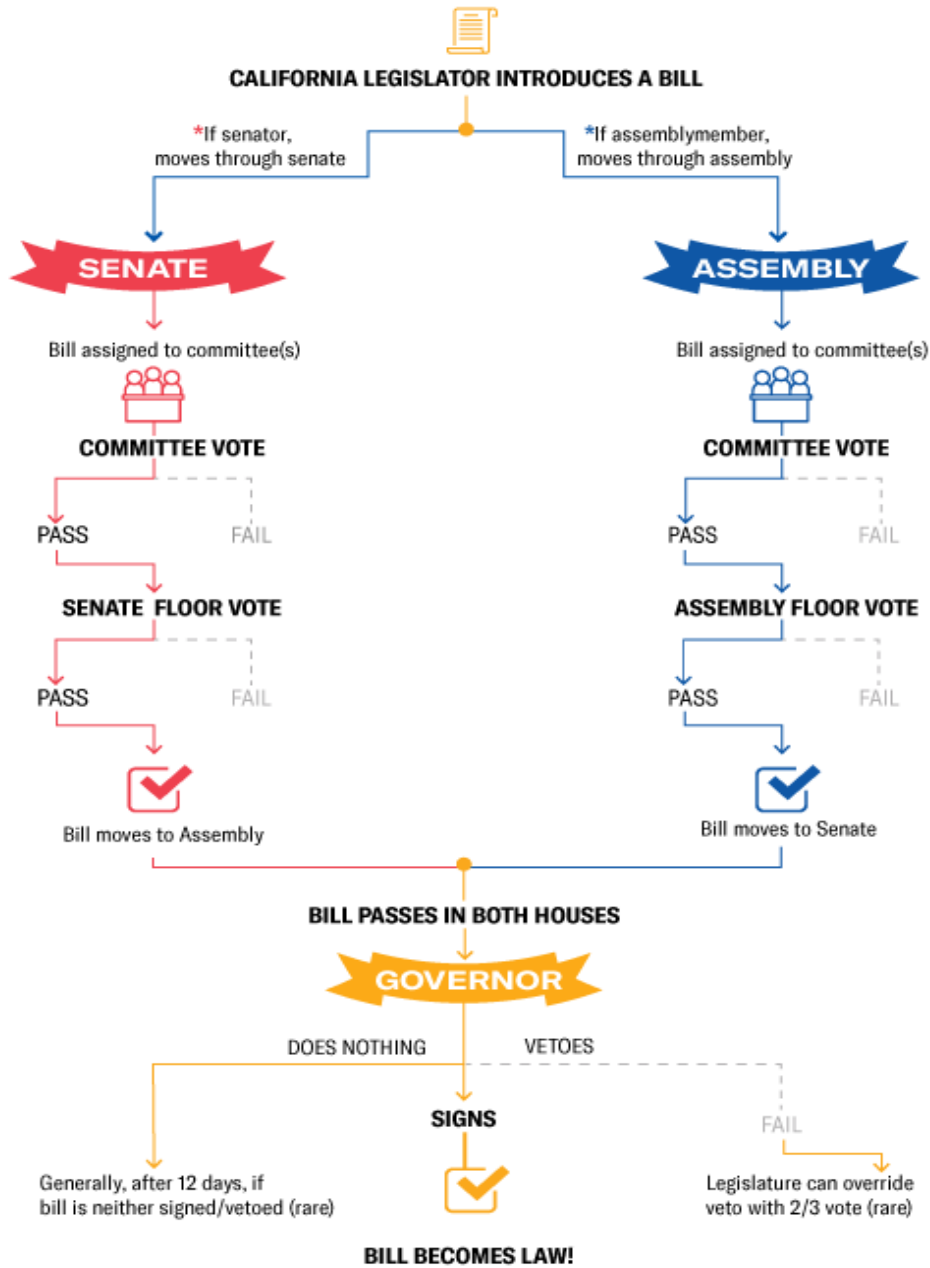 CALIFORNIA LEGISLATOR INTRODUCES A BILL
*If senator,
moves through senate
*If assemblymember,
moves through assembly
SENATE
Bill assigned to committee(s)
COMMITTEE VOTE
PASS
FAIL
SENATE FLOOR VOTE
PASS
FAIL
Bill moves to Assembly
ASSEMBLY
Bill assigned to committee(s)
COMMITTEE VOTE
PASS
FAIL
ASSEMBLY FLOOR VOTE
PASS
FAIL
Bill moves to Senate
BILL PASSES IN BOTH HOUSES
GOVERNOR
DOES NOTHING
VETOES
SIGNS
FAIL
Generally, after 12 days, if
bill is neither signed/vetoed (rare)
Legislature can override
veto with 2/3 vote (rare)
BILL BECOMES LAW!